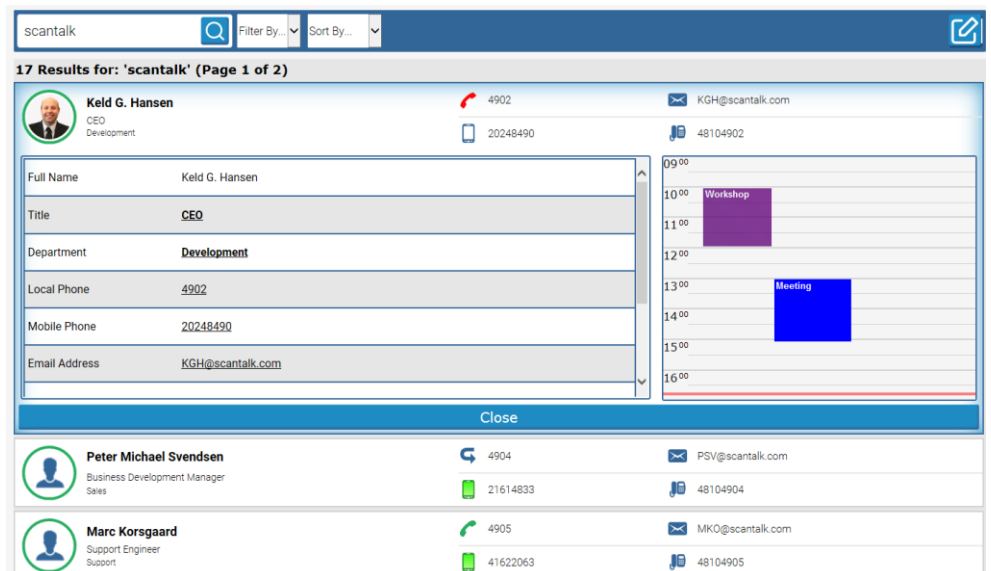 scantalk Filter By... Sort By...
17 Results for: 'scantalk' (Page 1 of 2)
Keld G. Hansen 4902 KGH@scantalk.com
CEO
Development 20248490 48104902
Full Name Keld G. Hansen
Title CEO
Department Development
Local Phone 4902
Mobile Phone 20248490
Email Address KGH@scantalk.com
09 00
10 00 Workshop
11 00
12 00
13 00 Meeting
14 00
15 00
16 00
Close
Peter Michael Svendsen 4904 PSV@scantalk.com
Business Development Manager
Sales 21614833 48104904
Marc Korsgaard 4905 MKO@scantalk.com
Support Engineer
Support 41622063 48104905